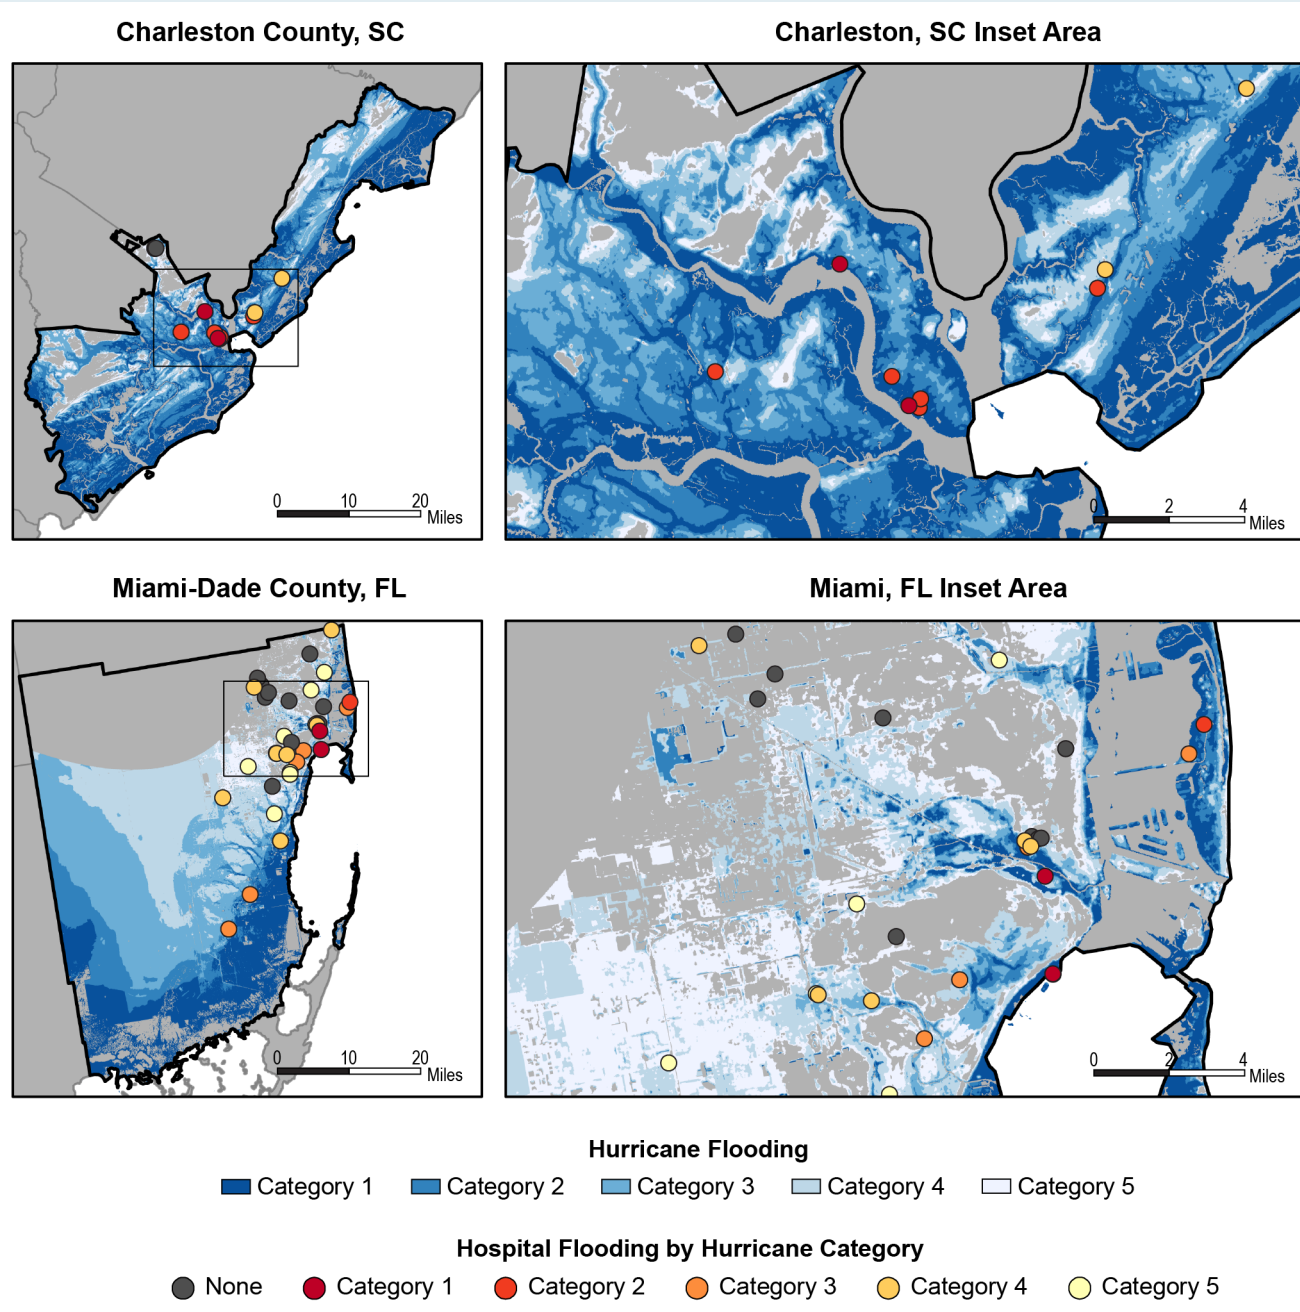 Charleston County, SC
Charleston, SC Inset Area
0 10 20
Miles
0 2 4
Miles
Miami-Dade County, FL
Miami, FL Inset Area
0 10 20
Miles
0 2 4
Miles
Hurricane Flooding
Category 1 Category 2 Category 3 Category 4 Category 5
Hospital Flooding by Hurricane Category
None Category 1 Category 2 Category 3 Category 4 Category 5